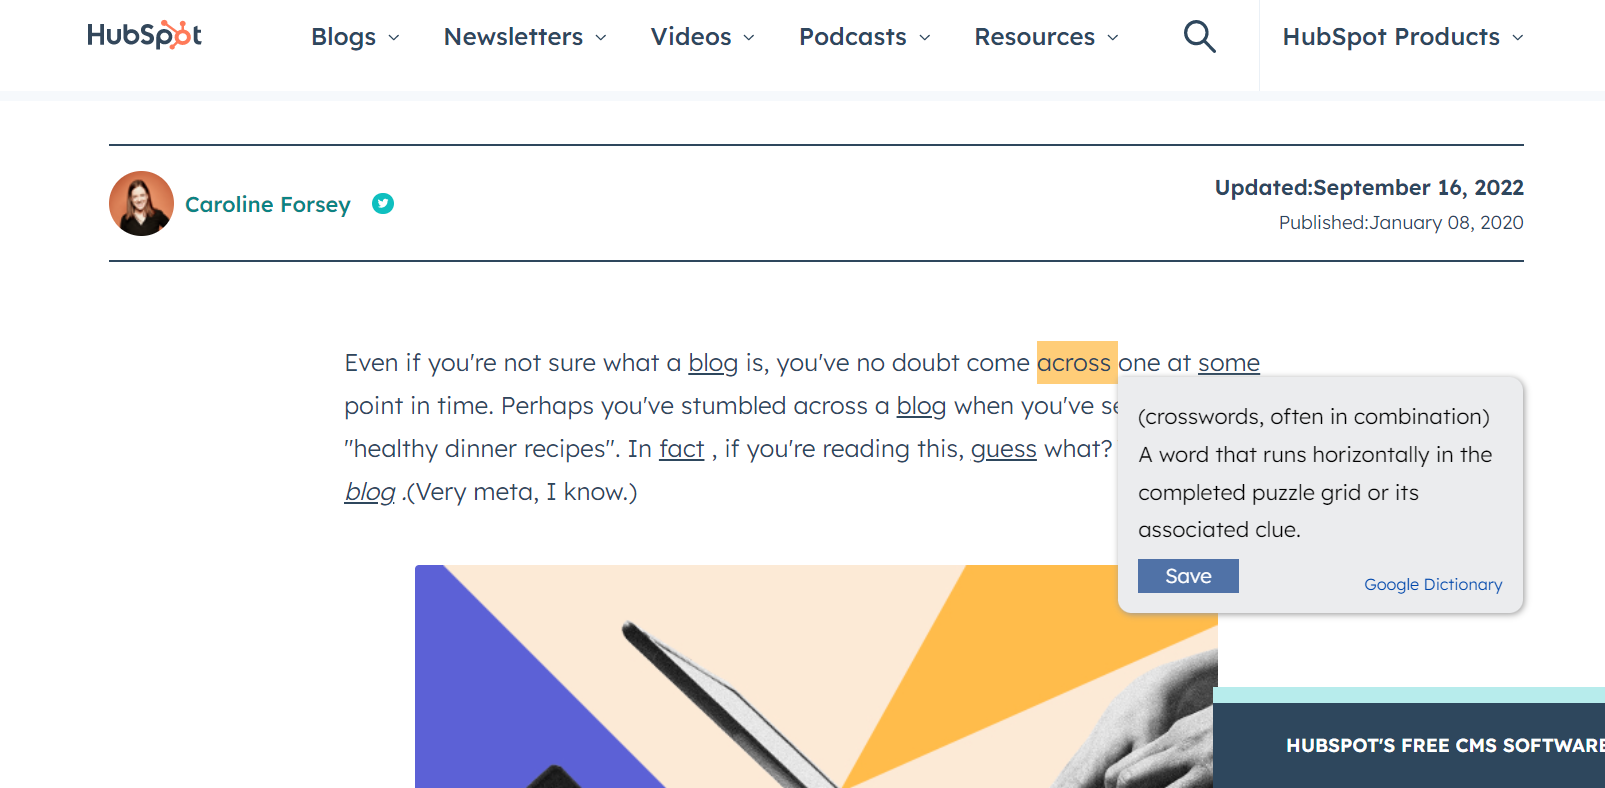 HubSpot Blogs Newsletters Videos Podcasts Resources HubSpot Products
Caroline Forsey
Updated:September 16, 2022
Published:January 08, 2020
Even if you're not sure what a blog is, you've no doubt come across one at some
point in time. Perhaps you've stumbled across a blog when you've se
"healthy dinner recipes". In fact , if you're reading this, guess what?
blog .(Very meta, I know.)
(crosswords, often in combination)
A word that runs horizontally in the
completed puzzle grid or its
associated clue.
Save
Google Dictionary
HUBSPOT'S FREE CMS SOFTWARE